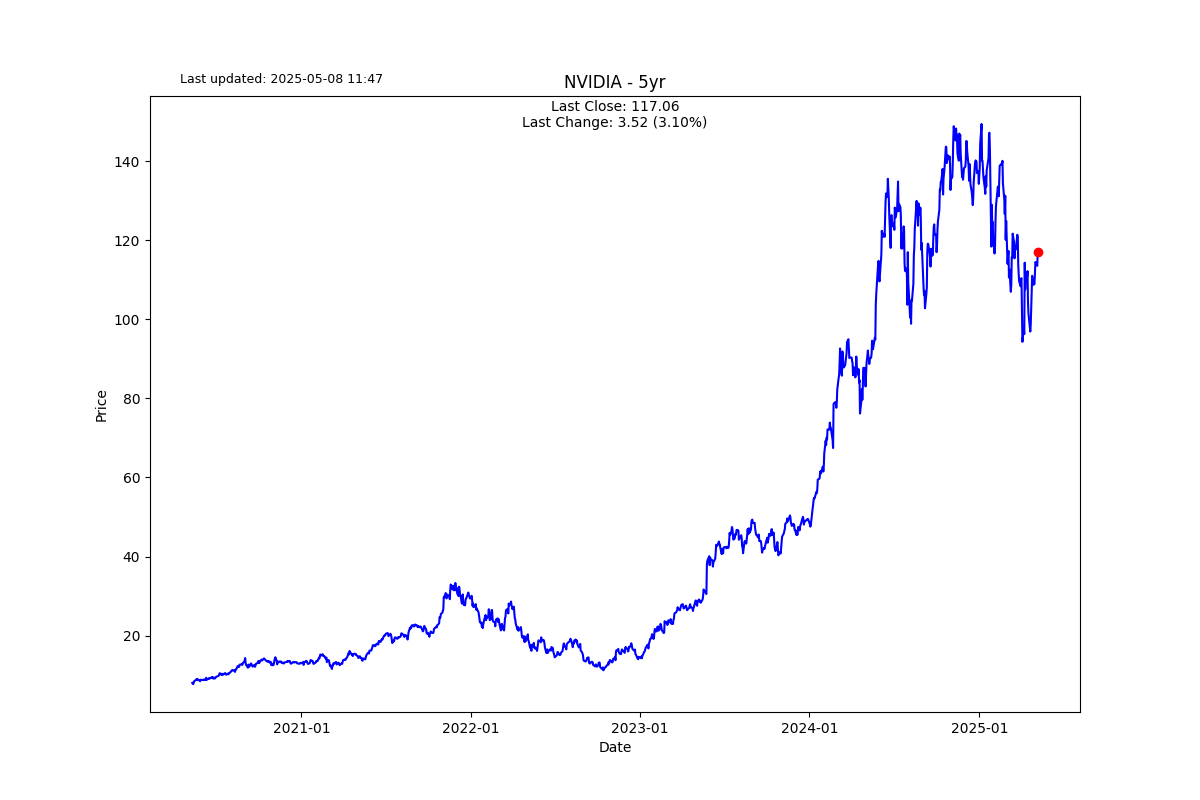 Last updated: 2025-05-08 11:47
NVIDIA - 5yr
Last Close: 117.06
Last Change: 3.52 (3.10%)
140
120
100
80
60
40
20
Price
2021-01
2022-01
2023-01
2024-01
2025-01
Date